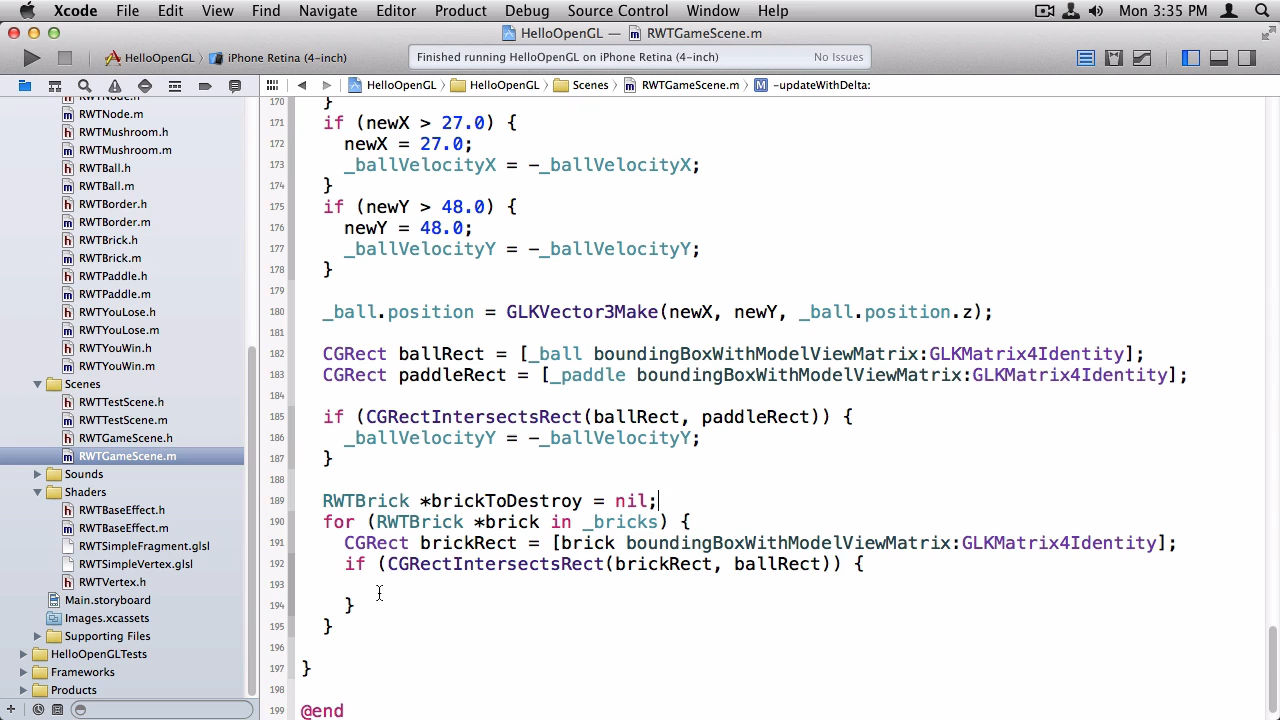 Xcode File Edit View Find Navigate Editor Product Debug Source Control Window Help Mon 3:35 PM
HelloOpenGL — RWTGameScene.m
HelloOpenGL iPhone Retina (4-inch) Finished running HelloOpenGL on iPhone Retina (4-inch) No Issues
HelloOpenGL HelloOpenGL Scenes RWTGameScene.m M -updateWithDelta:
h RWTNode.h
m RWTNode.m
h RWTMushroom.h
m RWTMushroom.m
h RWTBall.h
m RWTBall.m
h RWTBorder.h
m RWTBorder.m
h RWTBrick.h
m RWTBrick.m
h RWTPaddle.h
m RWTPaddle.m
h RWTYouLose.h
m RWTYouLose.m
h RWTYouWin.h
m RWTYouWin.m
Scenes
h RWTTestScene.h
m RWTTestScene.m
h RWTGameScene.h
m RWTGameScene.m
Sounds
Shaders
h RWTBaseEffect.h
m RWTBaseEffect.m
RWTSimpleFragment.glsl
RWTSimpleVertex.glsl
h RWTVertex.h
Main.storyboard
Images.xcassets
Supporting Files
HelloOpenGLTests
Frameworks
Products
170 }
171 if (newX > 27.0) {
172 newX = 27.0;
173 _ballVelocityX = -_ballVelocityX;
174 }
175 if (newY > 48.0) {
176 newY = 48.0;
177 _ballVelocityY = -_ballVelocityY;
178 }
179
180 _ball.position = GLKVector3Make(newX, newY, _ball.position.z);
181
182 CGRect ballRect = [_ball boundingBoxWithModelViewMatrix:GLKMatrix4Identity];
183 CGRect paddleRect = [_paddle boundingBoxWithModelViewMatrix:GLKMatrix4Identity];
184
185 if (CGRectIntersectsRect(ballRect, paddleRect)) {
186 _ballVelocityY = -_ballVelocityY;
187 }
188
189 RWTBrick *brickToDestroy = nil;
190 for (RWTBrick *brick in _bricks) {
191 CGRect brickRect = [brick boundingBoxWithModelViewMatrix:GLKMatrix4Identity];
192 if (CGRectIntersectsRect(brickRect, ballRect)) {
193
194 }
195 }
196
197 }
198
199 @end